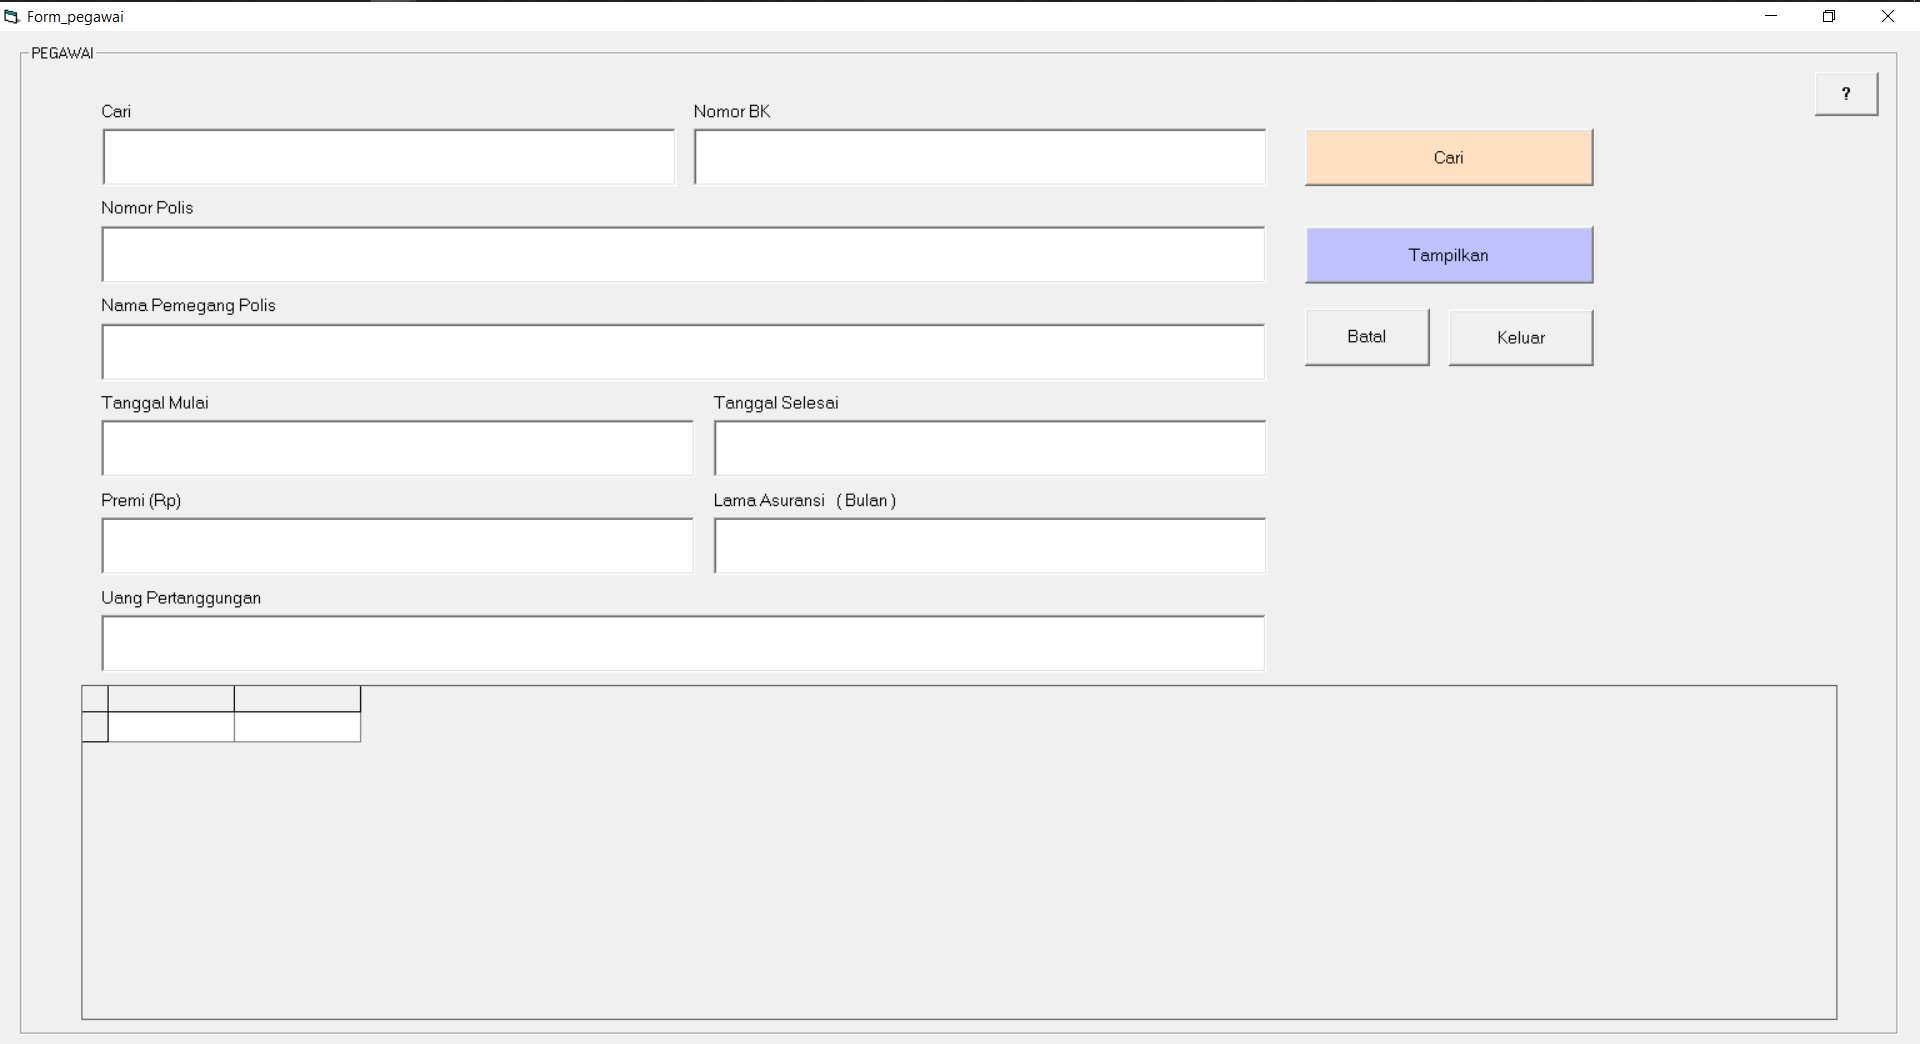 Form_pegawai
PEGAWAI
?
Cari
Nomor BK
Cari
Nomor Polis
Tampilkan
Nama Pemegang Polis
Batal
Keluar
Tanggal Mulai
Tanggal Selesai
Premi (Rp)
Lama Asuransi ( Bulan )
Uang Pertanggungan